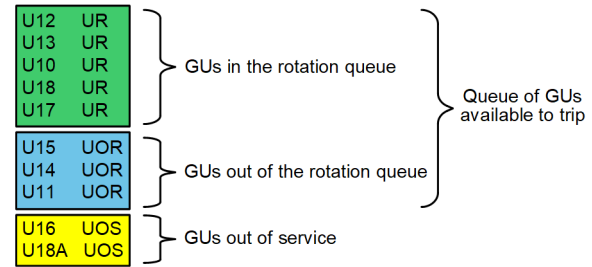 U12 UR
U13 UR
U10 UR
U18 UR
U17 UR
GUs in the rotation queue
U15 UOR
U14 UOR
U11 UOR
GUs out of the rotation queue
Queue of GUs
available to trip
U16 UOS
U18A UOS
GUs out of service